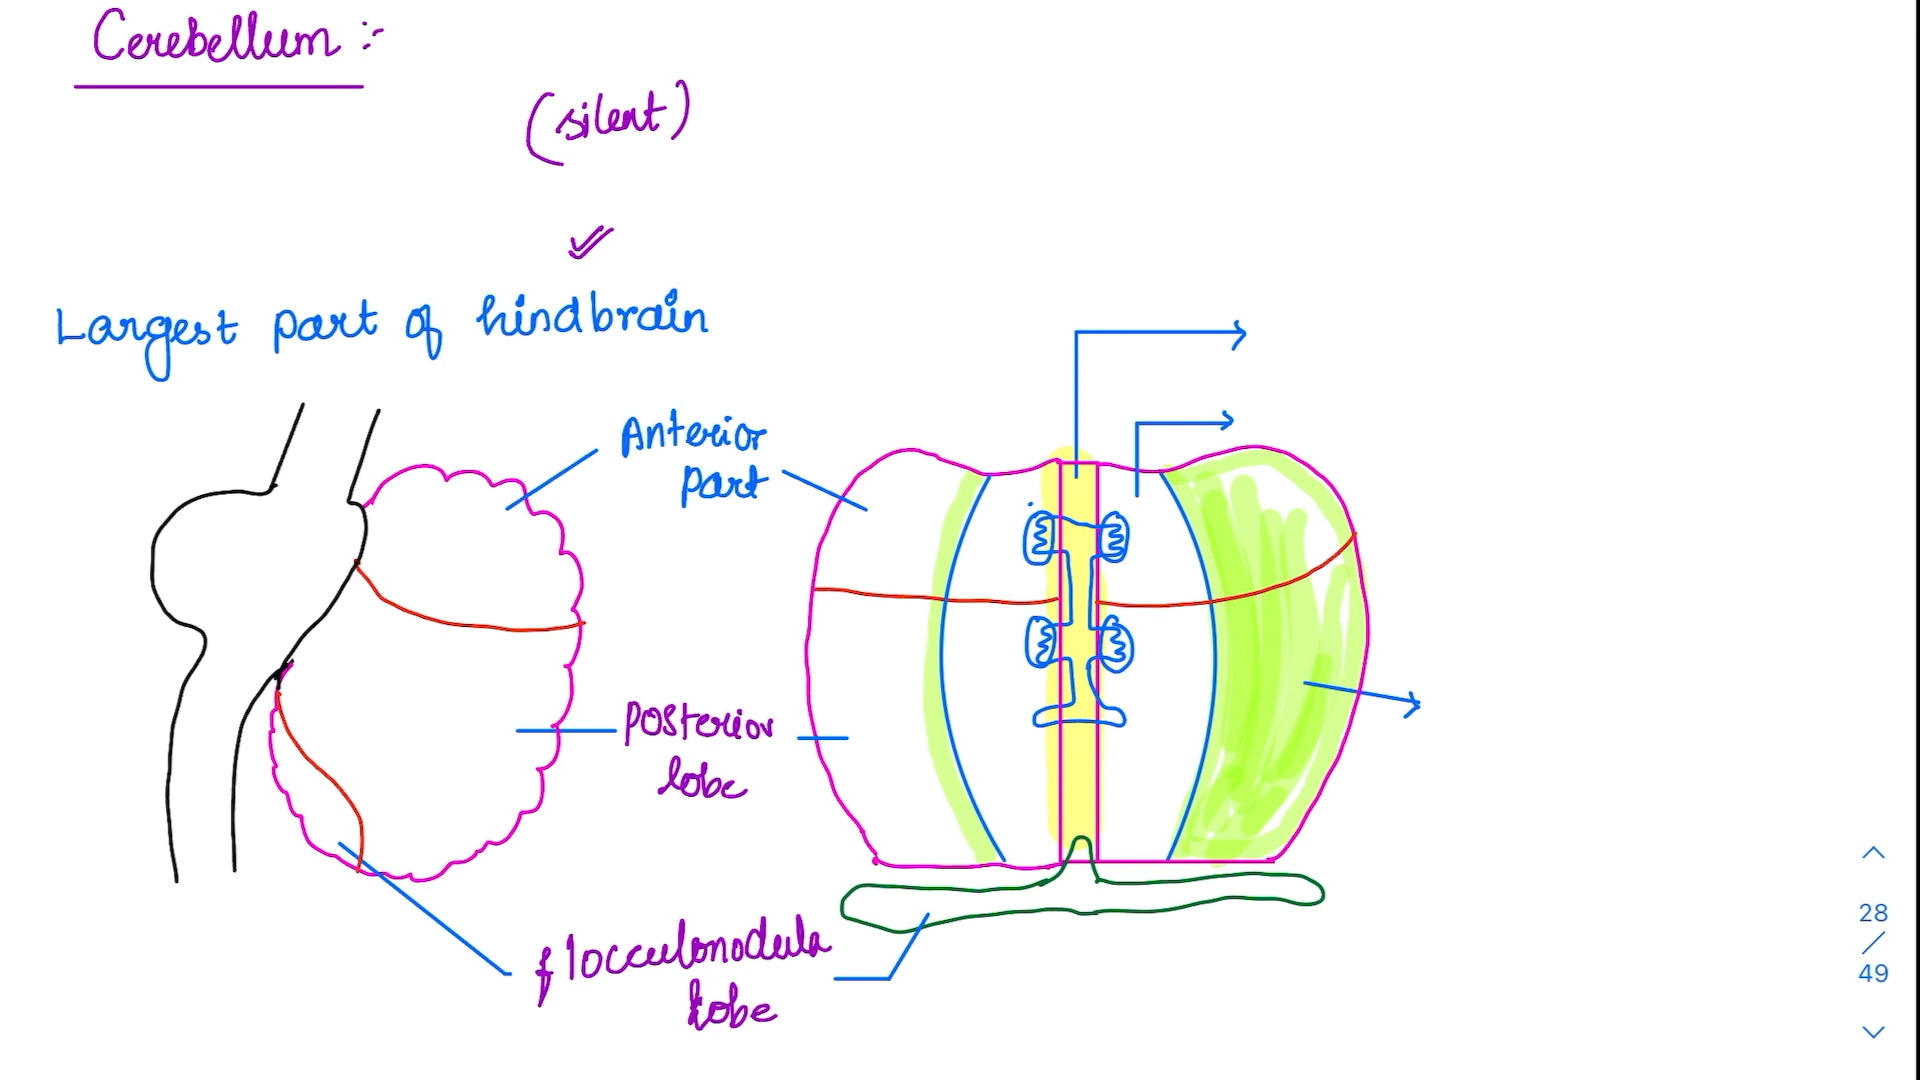 Cerebellum :-
(silent)
Largest part of hindbrain
Anterior
part
Posterior
lobe
flocculonodula
lobe
28
/
49